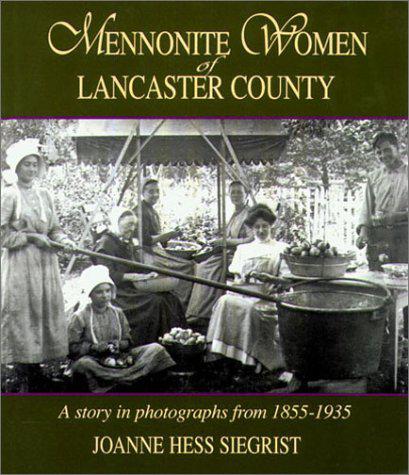 MENNONITE WOMEN
of
LANCASTER COUNTY
A story in photographs from 1855-1935
JOANNE HESS SIEGRIST